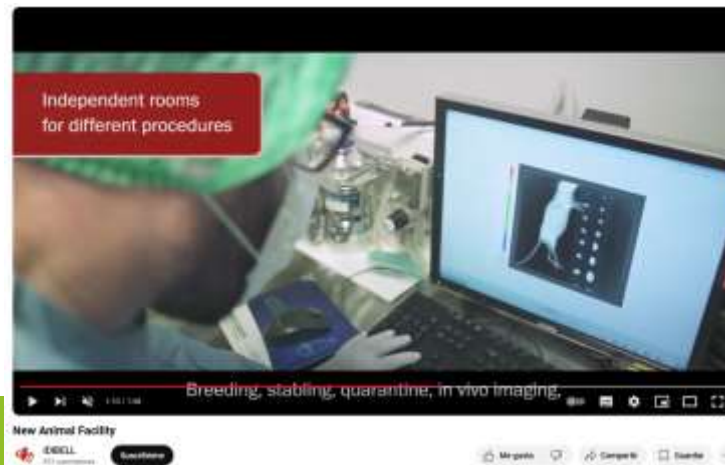 Independent rooms
for different procedures
Breeding, stabling, quarantine, in vivo imaging,
New Animal Facility
IDIBELL
Suscribirse
Me gusta
Compartir
Guardar